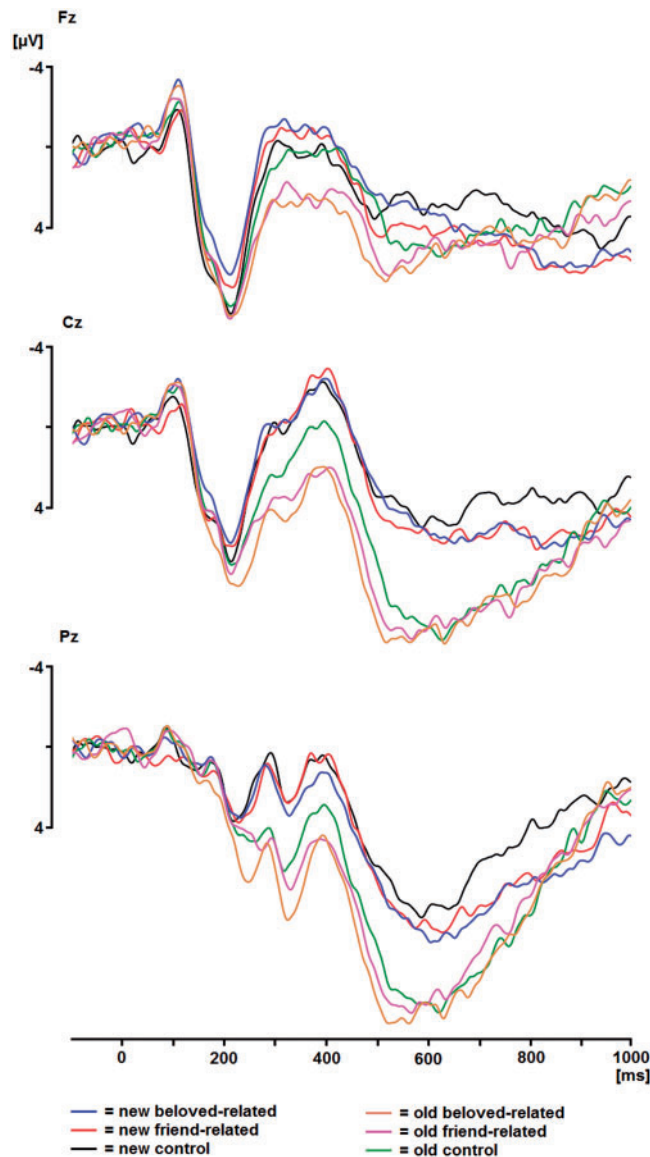 Fz
[µV]
-4
4
Cz
-4
4
Pz
-4
4
0 200 400 600 800 1000
[ms]
= new beloved-related = old beloved-related
= new friend-related = old friend-related
= new control = old control